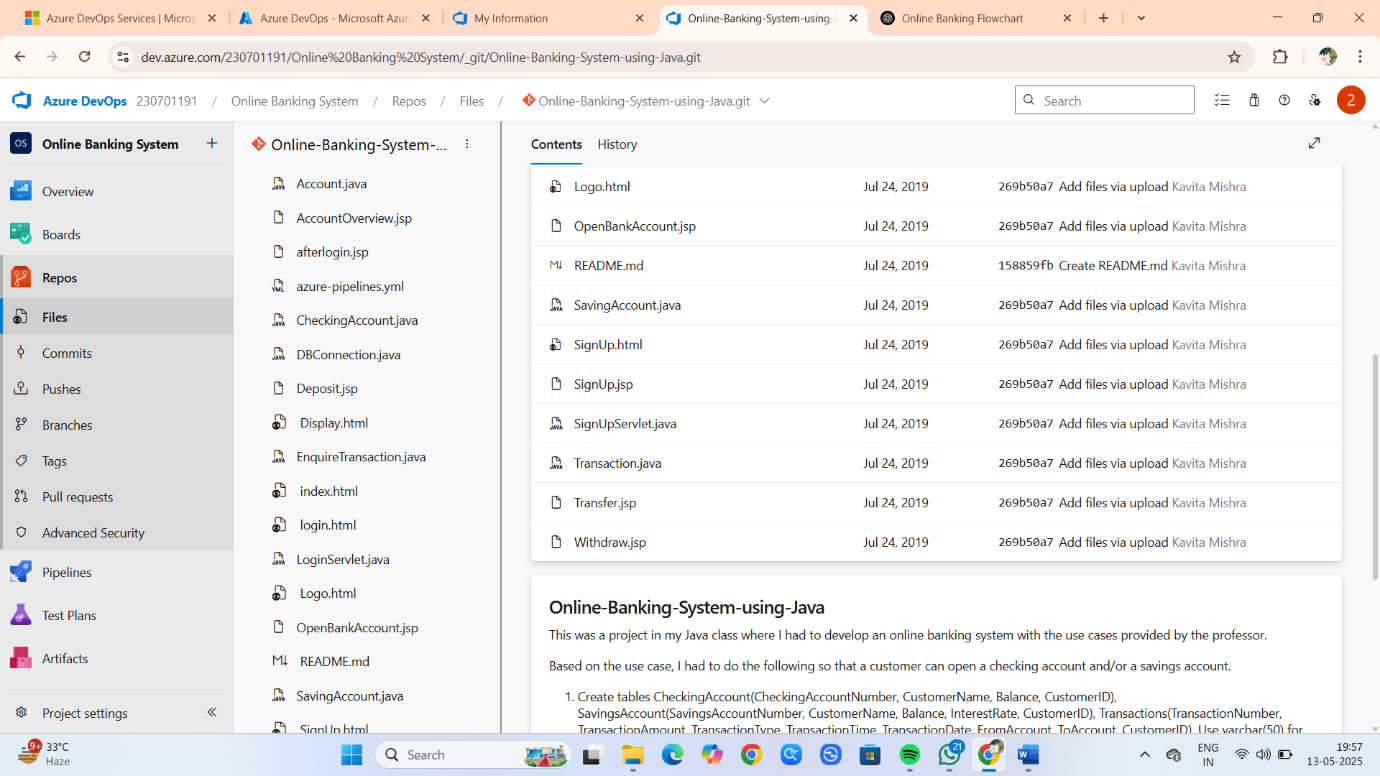 Azure DevOps Services | Micros
Azure DevOps - Microsoft Azur
My Information
Online-Banking-System-using-J
Online Banking Flowchart
dev.azure.com/230701191/Online%20Banking%20System/_git/Online-Banking-System-using-Java.git
Azure DevOps 230701191 / Online Banking System / Repos / Files / Online-Banking-System-using-Java.git
Search
2
OS Online Banking System
Overview
Boards
Repos
Files
Commits
Pushes
Branches
Tags
Pull requests
Advanced Security
Pipelines
Test Plans
Artifacts
Project settings
Online-Banking-System-...
Account.java
AccountOverview.jsp
afterlogin.jsp
azure-pipelines.yml
CheckingAccount.java
DBConnection.java
Deposit.jsp
Display.html
EnquireTransaction.java
index.html
login.html
LoginServlet.java
Logo.html
OpenBankAccount.jsp
README.md
SavingAccount.java
SignUp.html
Contents History
Logo.html Jul 24, 2019 269b50a7 Add files via upload Kavita Mishra
OpenBankAccount.jsp Jul 24, 2019 269b50a7 Add files via upload Kavita Mishra
README.md Jul 24, 2019 158859fb Create README.md Kavita Mishra
SavingAccount.java Jul 24, 2019 269b50a7 Add files via upload Kavita Mishra
SignUp.html Jul 24, 2019 269b50a7 Add files via upload Kavita Mishra
SignUp.jsp Jul 24, 2019 269b50a7 Add files via upload Kavita Mishra
SignUpServlet.java Jul 24, 2019 269b50a7 Add files via upload Kavita Mishra
Transaction.java Jul 24, 2019 269b50a7 Add files via upload Kavita Mishra
Transfer.jsp Jul 24, 2019 269b50a7 Add files via upload Kavita Mishra
Withdraw.jsp Jul 24, 2019 269b50a7 Add files via upload Kavita Mishra
Online-Banking-System-using-Java
This was a project in my Java class where I had to develop an online banking system with the use cases provided by the professor.
Based on the use case, I had to do the following so that a customer can open a checking account and/or a savings account.
1. Create tables CheckingAccount(CheckingAccountNumber, CustomerName, Balance, CustomerID),
SavingsAccount(SavingsAccountNumber, CustomerName, Balance, InterestRate, CustomerID), Transactions(TransactionNumber,
TransactionAmount, TransactionType, TransactionTime, TransactionDate, FromAccount, ToAccount, CustomerID). Use varchar(50) for
9+
33°C
Haze
Search
21
ENG
IN
19:57
13-05-2025